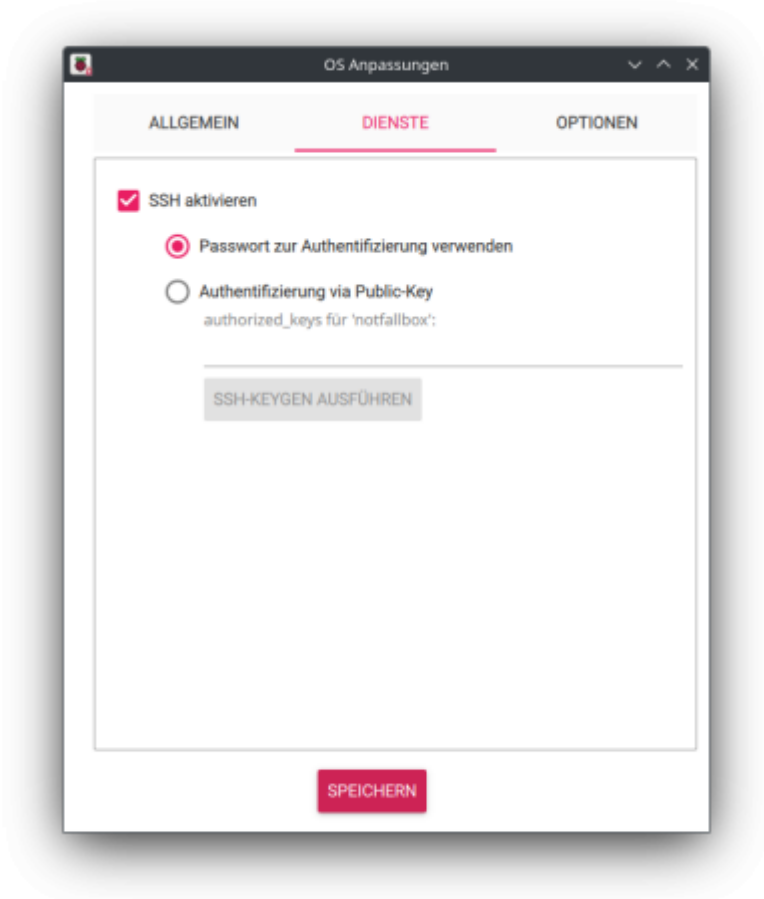 OS Anpassungen
ALLGEMEIN DIENSTE OPTIONEN
SSH aktivieren
Passwort zur Authentifizierung verwenden
Authentifizierung via Public-Key
authorized_keys für 'notfallbox':
SSH-KEYGEN AUSFÜHREN
SPEICHERN